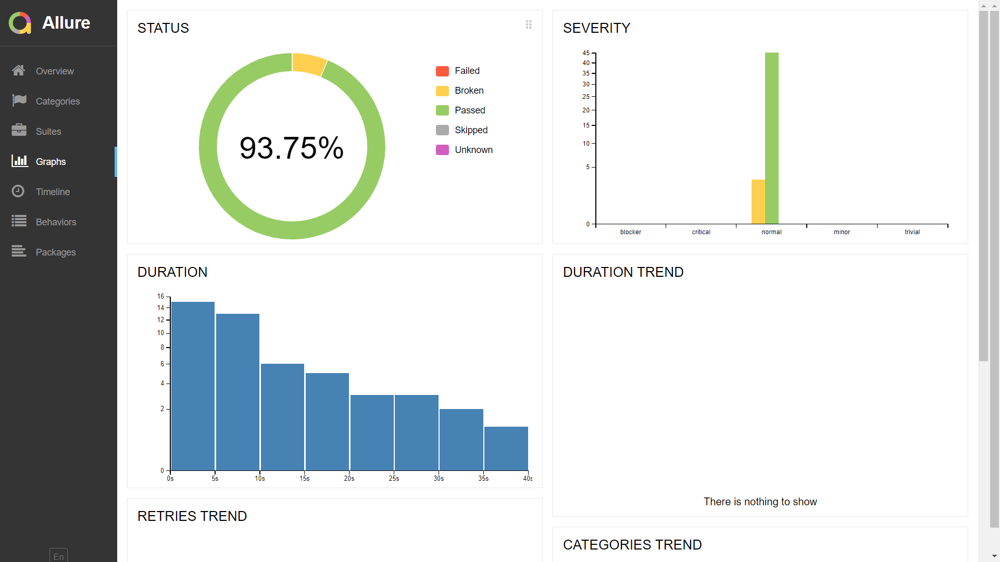 Allure
Overview
Categories
Suites
Graphs
Timeline
Behaviors
Packages
En
STATUS
93.75%
Failed
Broken
Passed
Skipped
Unknown
SEVERITY
45
40
35
30
25
20
15
10
5
0
blocker critical normal minor trivial
DURATION
16
14
12
10
8
6
4
2
0
0s 5s 10s 15s 20s 25s 30s 35s 40s
DURATION TREND
There is nothing to show
RETRIES TREND
CATEGORIES TREND